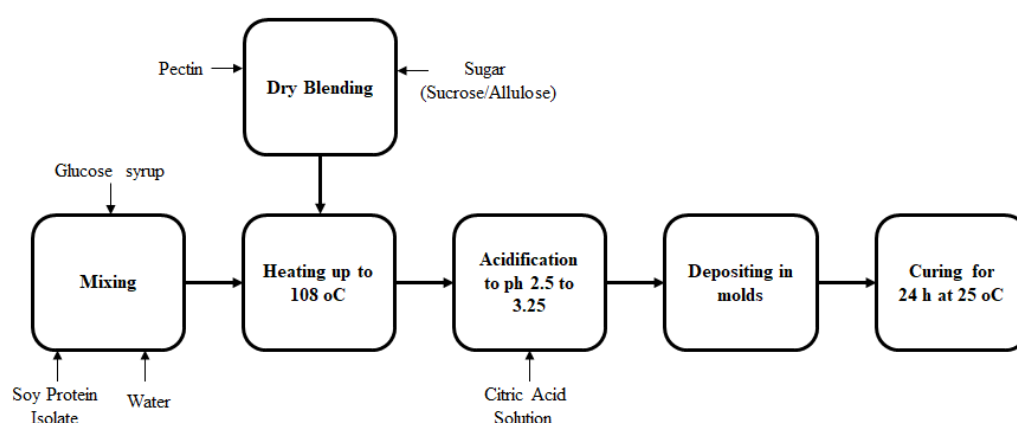 Pectin
Dry Blending
Sugar
(Sucrose/Allulose)
Glucose syrup
Mixing
Heating up to
108 oC
Acidification
to ph 2.5 to
3.25
Depositing in
molds
Curing for
24 h at 25 oC
Soy Protein
Isolate
Water
Citric Acid
Solution